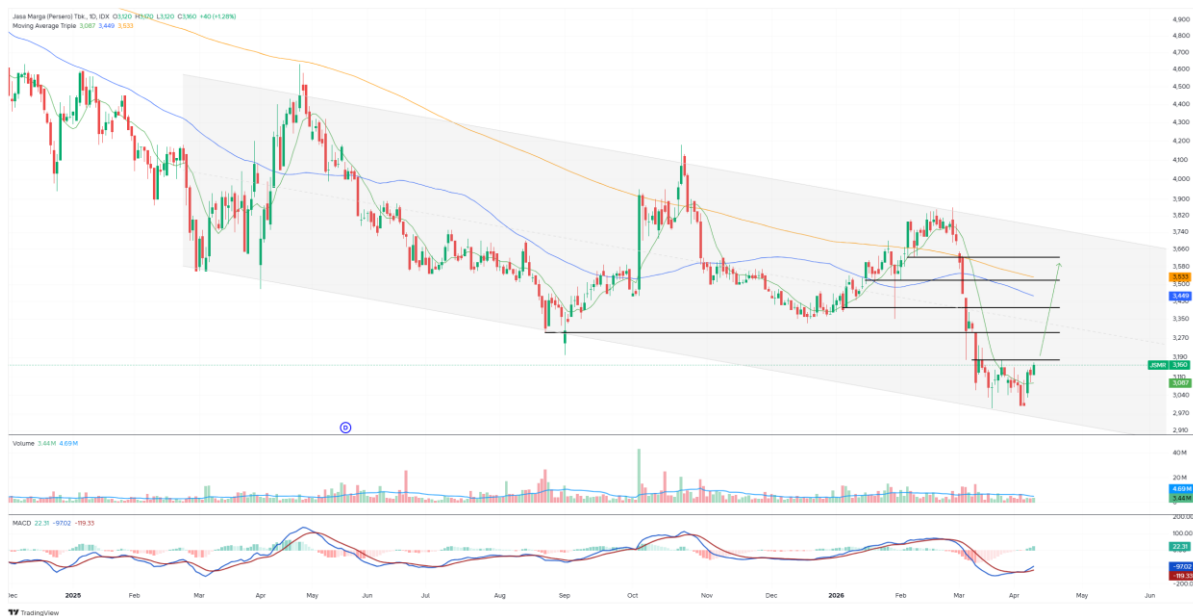 Jasa Marga (Persero) Tbk., 1D, IDX O3,120 H3,170 L3,120 C3,160 +40 (+1.28%)
Moving Average Triple 3,087 3,449 3,533
4,900
4,800
4,700
4,600
4,500
4,400
4,300
4,200
4,100
4,000
3,900
3,820
3,740
3,660
3,580
3,533
3,500
3,449
3,350
3,270
3,190
JSMR 3,160
3,110
3,087
3,040
2,970
2,910
D
Volume 3.44M 4.69M
40M
20M
4.69M
3.44M
MACD 22.31 -97.02 -119.33
200.00
100.00
22.31
-97.02
-119.33
-200.00
Dec 2025 Feb Mar Apr May Jun Jul Aug Sep Oct Nov Dec 2026 Feb Mar Apr May Jun
TradingView